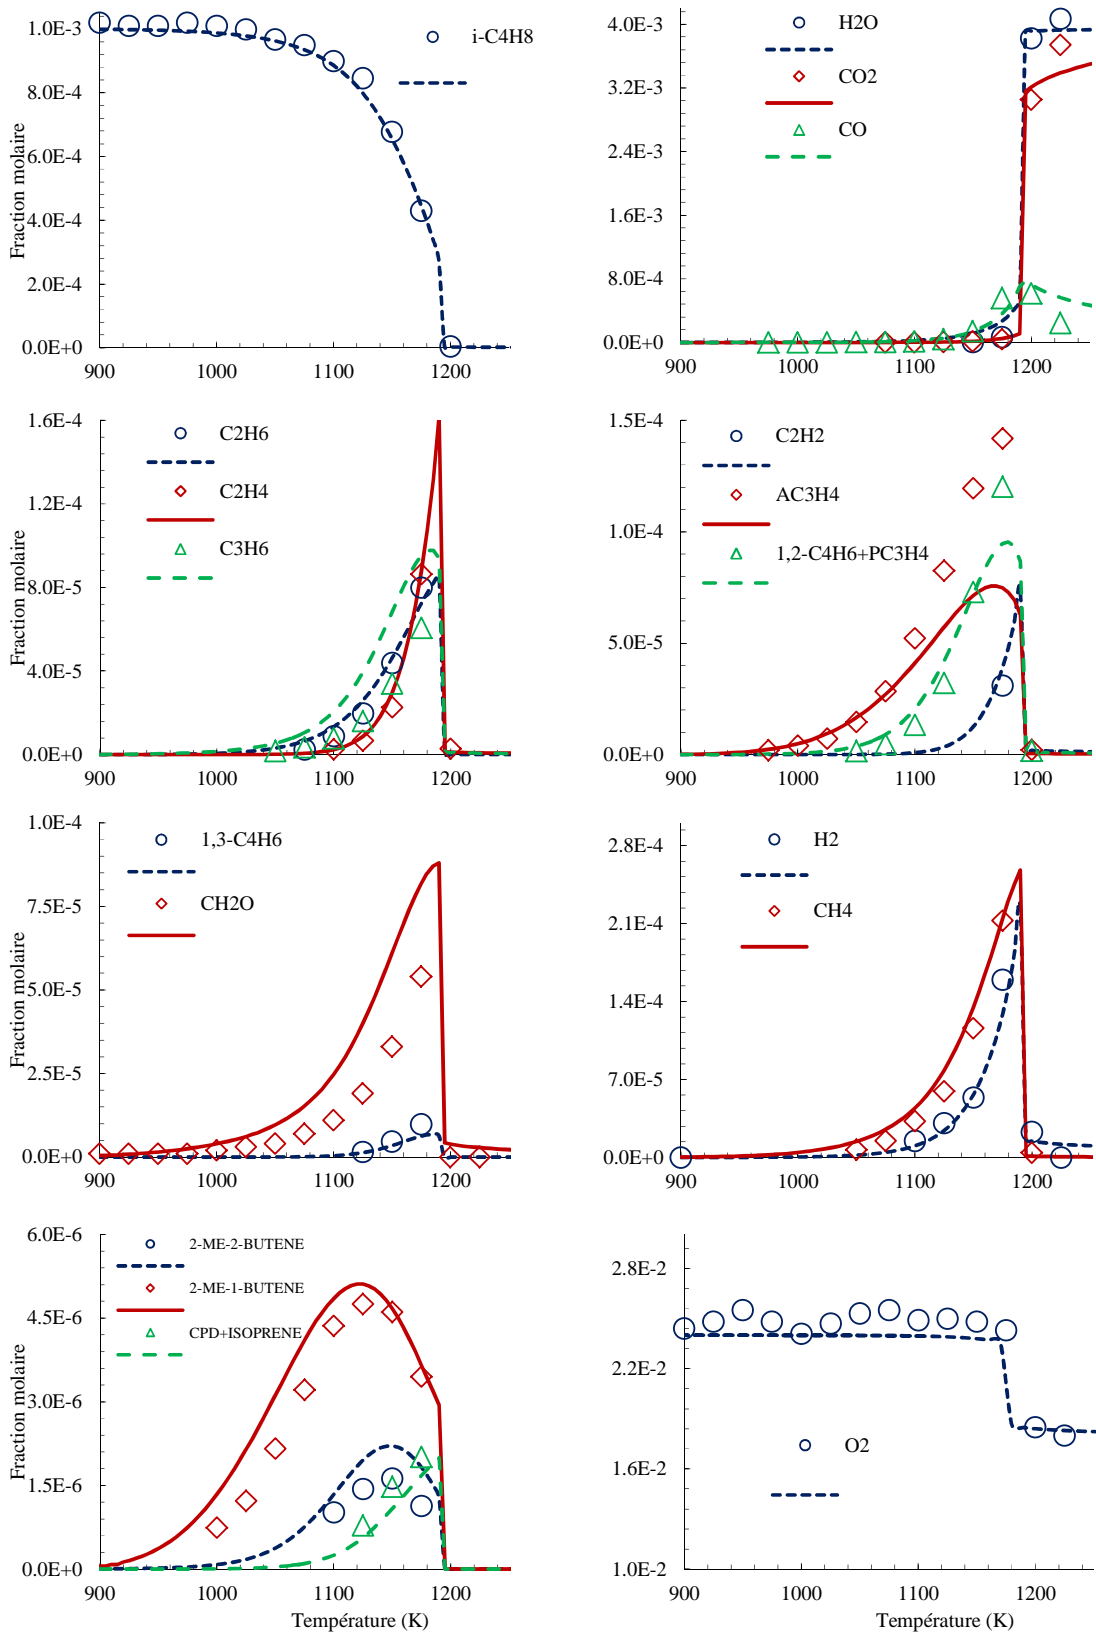 1.0E-3
8.0E-4
6.0E-4
4.0E-4
2.0E-4
0.0E+0
900
1000
1100
1200
Fraction molaire
i-C4H8
4.0E-3
3.2E-3
2.4E-3
1.6E-3
8.0E-4
0.0E+0
900
1000
1100
1200
H2O
CO2
CO
1.6E-4
1.2E-4
8.0E-5
4.0E-5
0.0E+0
900
1000
1100
1200
Fraction molaire
C2H6
C2H4
C3H6
1.5E-4
1.0E-4
5.0E-5
0.0E+0
900
1000
1100
1200
C2H2
AC3H4
1,2-C4H6+PC3H4
1.0E-4
7.5E-5
5.0E-5
2.5E-5
0.0E+0
900
1000
1100
1200
Fraction molaire
1,3-C4H6
CH2O
2.8E-4
2.1E-4
1.4E-4
7.0E-5
0.0E+0
900
1000
1100
1200
H2
CH4
6.0E-6
4.5E-6
3.0E-6
1.5E-6
0.0E+0
900
1000
1100
1200
Fraction molaire
Température (K)
2-ME-2-BUTENE
2-ME-1-BUTENE
CPD+ISOPRENE
2.8E-2
2.2E-2
1.6E-2
1.0E-2
900
1000
1100
1200
Température (K)
O2